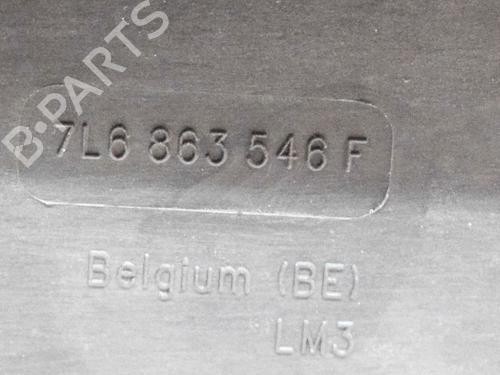 B-PARTS
7L6 863 546 F
Belgium (BE)
LM3